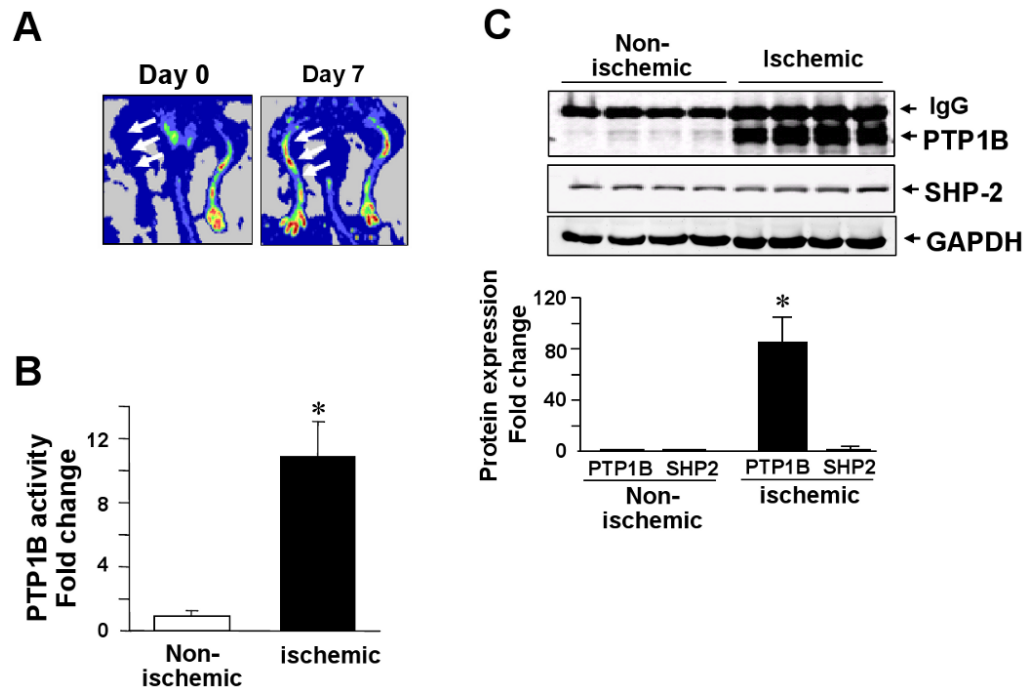 A
Day 0
Day 7
B
PTP1B activity
Fold change
12
8
4
0
*
Non-
ischemic
ischemic
C
Non-
ischemic
Ischemic
IgG
PTP1B
SHP-2
GAPDH
Protein expression
Fold change
120
80
40
0
*
PTP1B SHP2 PTP1B SHP2
Non-
ischemic
ischemic